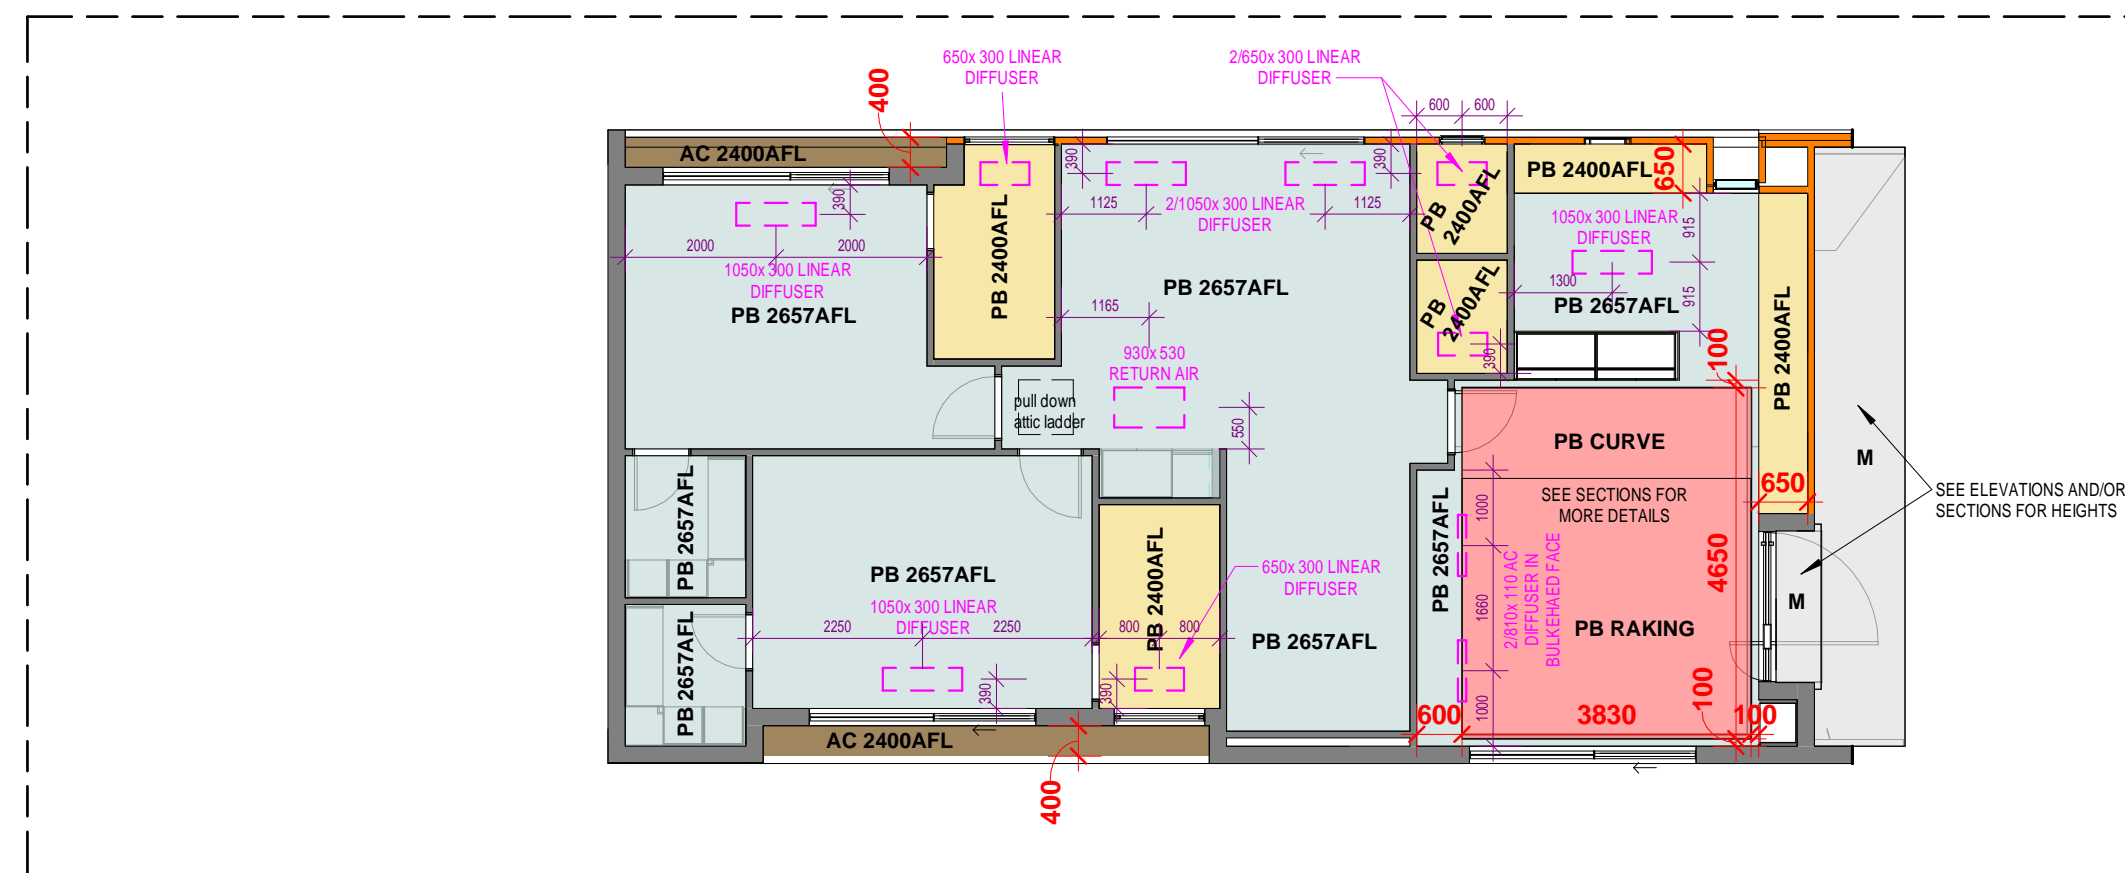 650x 300 LINEAR
DIFFUSER
2/650x 300 LINEAR
DIFFUSER
400
600
600
AC 2400AFL
390
390
PB 2400AFL
650
390
PB 2400AFL
1125
2/1050x 300 LINEAR
DIFFUSER
1125
PB
2400AFL
1050x 300 LINEAR
DIFFUSER
915
2000
2000
1050x 300 LINEAR
DIFFUSER
PB 2657AFL
PB 2657AFL
1165
PB
2400AFL
1300
PB 2657AFL
915
PB 2400AFL
930x 530
RETURN AIR
390
100
pull down
attic ladder
550
PB CURVE
M
SEE SECTIONS FOR
MORE DETAILS
650
SEE ELEVATIONS AND/OR
SECTIONS FOR HEIGHTS
PB 2657AFL
PB 2657AFL
1000
2/810x 110 AC
DIFFUSER IN
BULKEHAED FACE
4650
PB 2657AFL
1050x 300 LINEAR
DIFFUSER
PB 2400AFL
650x 300 LINEAR
DIFFUSER
1660
M
PB 2657AFL
2250
2250
800
800
PB 2657AFL
PB RAKING
390
390
1000
100
600
3830
100
AC 2400AFL
400